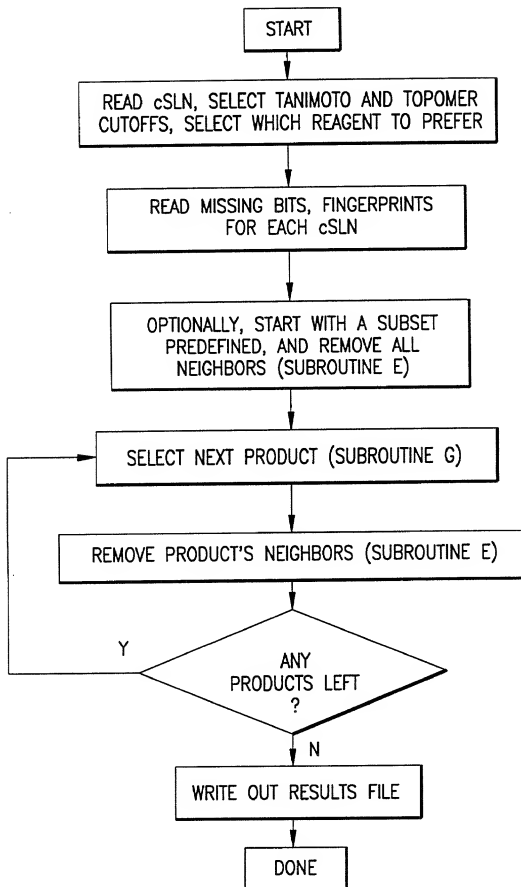 START
READ cSLN, SELECT TANIMOTO AND TOPOMER
CUTOFFS, SELECT WHICH REAGENT TO PREFER
READ MISSING BITS, FINGERPRINTS
FOR EACH cSLN
OPTIONALLY, START WITH A SUBSET
PREDEFINED, AND REMOVE ALL
NEIGHBORS (SUBROUTINE E)
SELECT NEXT PRODUCT (SUBROUTINE G)
REMOVE PRODUCT'S NEIGHBORS (SUBROUTINE E)
Y
ANY
PRODUCTS LEFT
?
N
WRITE OUT RESULTS FILE
DONE